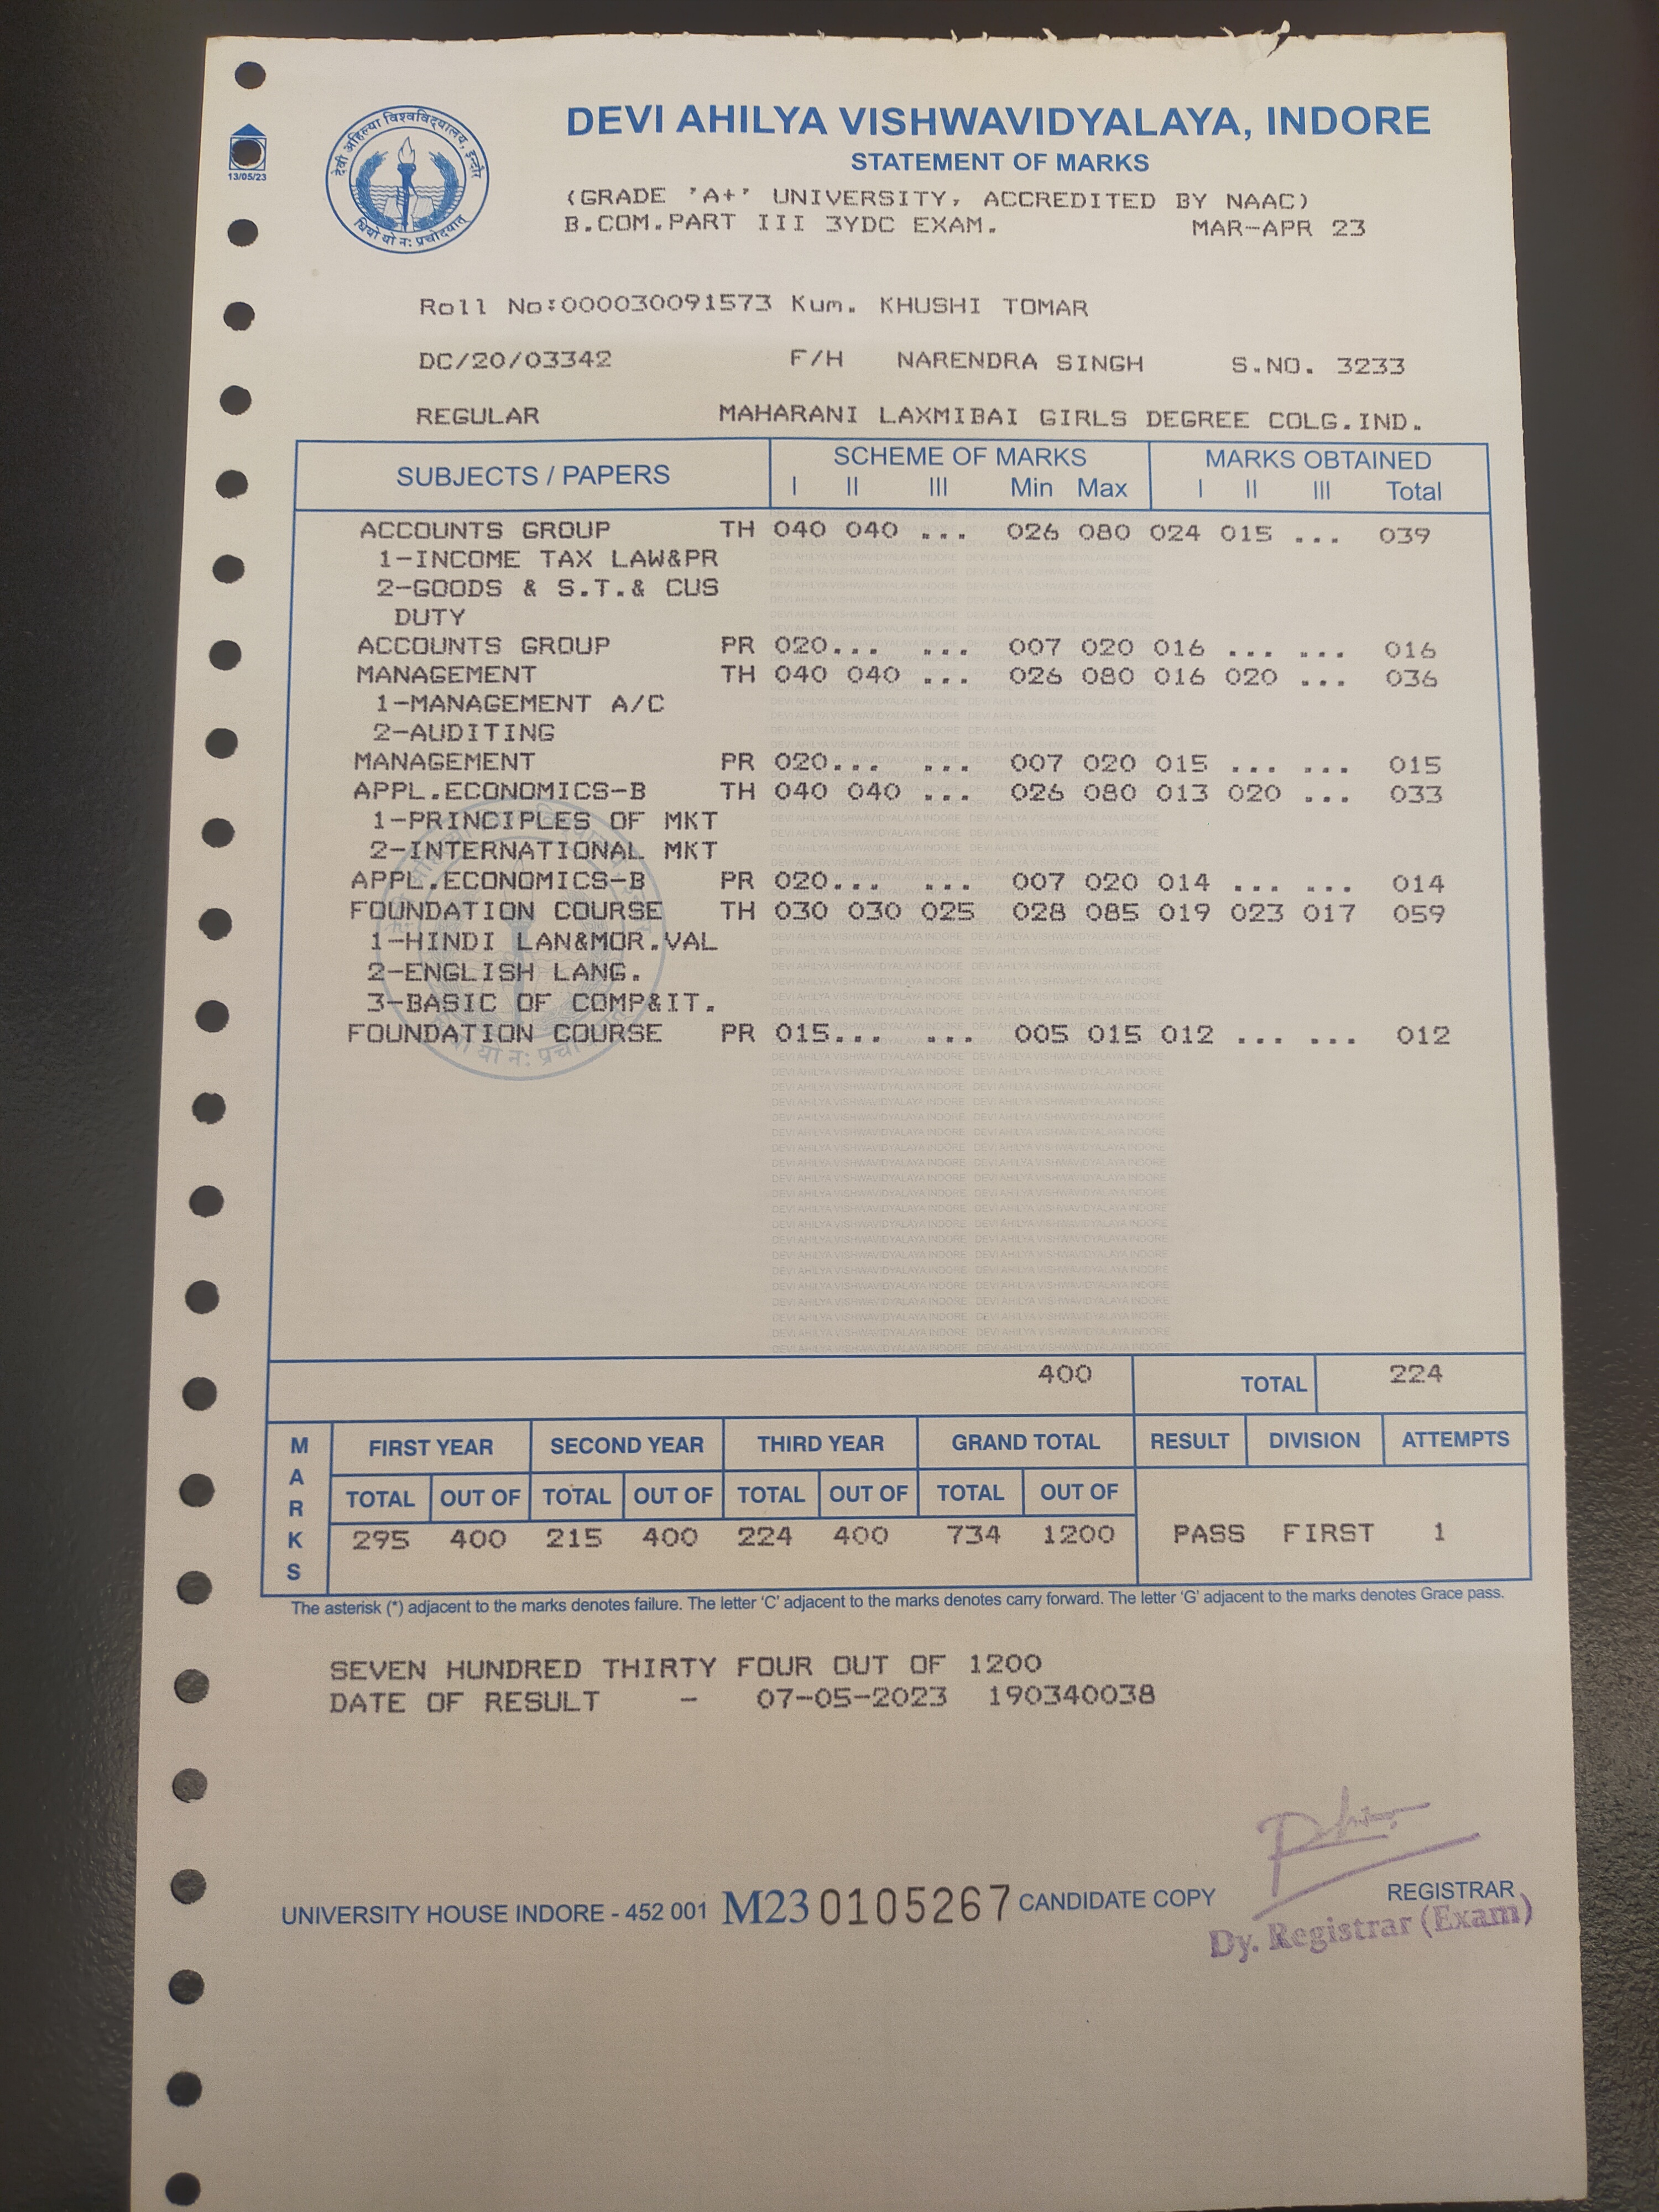 DEVI AHILYA VISHWAVIDYALAYA, INDORE
STATEMENT OF MARKS
(GRADE 'A+' UNIVERSITY, ACCREDITED BY NAAC)
B.COM.PART III 3YDC EXAM. MAR-APR 23
13/05/23
देवी अहिल्या विश्वविद्यालय, इन्दौर
धियो यो नः प्रचोदयात्
Roll No:000030091573 Kum. KHUSHI TOMAR
DC/20/03342 F/H NARENDRA SINGH S.NO. 3233
REGULAR MAHARANI LAXMIBAI GIRLS DEGREE COLG.IND.
SUBJECTS / PAPERS SCHEME OF MARKS MARKS OBTAINED
I II III Min Max I II III Total
ACCOUNTS GROUP TH 040 040 ... 026 080 024 015 ... 039
1-INCOME TAX LAW&PR
2-GOODS & S.T.& CUS
DUTY
ACCOUNTS GROUP PR 020... ... 007 020 016 ... ... 016
MANAGEMENT TH 040 040 ... 026 080 016 020 ... 036
1-MANAGEMENT A/C
2-AUDITING
MANAGEMENT PR 020... ... 007 020 015 ... ... 015
APPL.ECONOMICS-B TH 040 040 ... 026 080 013 020 ... 033
1-PRINCIPLES OF MKT
2-INTERNATIONAL MKT
APPL.ECONOMICS-B PR 020... ... 007 020 014 ... ... 014
FOUNDATION COURSE TH 030 030 025 028 085 019 023 017 059
1-HINDI LAN&MOR.VAL
2-ENGLISH LANG.
3-BASIC OF COMP&IT.
FOUNDATION COURSE PR 015... ... 005 015 012 ... ... 012
400 TOTAL 224
MARKS FIRST YEAR SECOND YEAR THIRD YEAR GRAND TOTAL RESULT DIVISION ATTEMPTS
TOTAL OUT OF TOTAL OUT OF TOTAL OUT OF TOTAL OUT OF
295 400 215 400 224 400 734 1200 PASS FIRST 1
The asterisk (*) adjacent to the marks denotes failure. The letter 'C' adjacent to the marks denotes carry forward. The letter 'G' adjacent to the marks denotes Grace pass.
SEVEN HUNDRED THIRTY FOUR OUT OF 1200
DATE OF RESULT - 07-05-2023 190340038
UNIVERSITY HOUSE INDORE - 452 001 M23 0105267 CANDIDATE COPY REGISTRAR
Dy. Registrar (Exam)